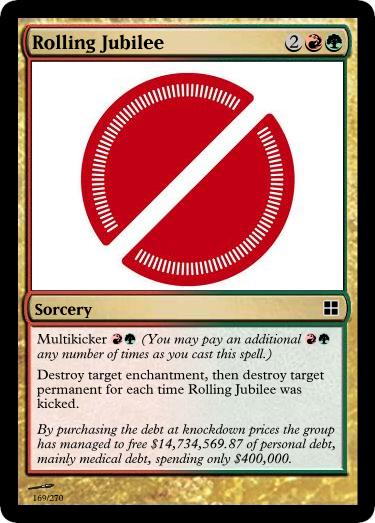 Rolling Jubilee 2
Sorcery
Multikicker (You may pay an additional
any number of times as you cast this spell.)
Destroy target enchantment, then destroy target
permanent for each time Rolling Jubilee was
kicked.
By purchasing the debt at knockdown prices the group
has managed to free $14,734,569.87 of personal debt,
mainly medical debt, spending only $400,000.
169/270